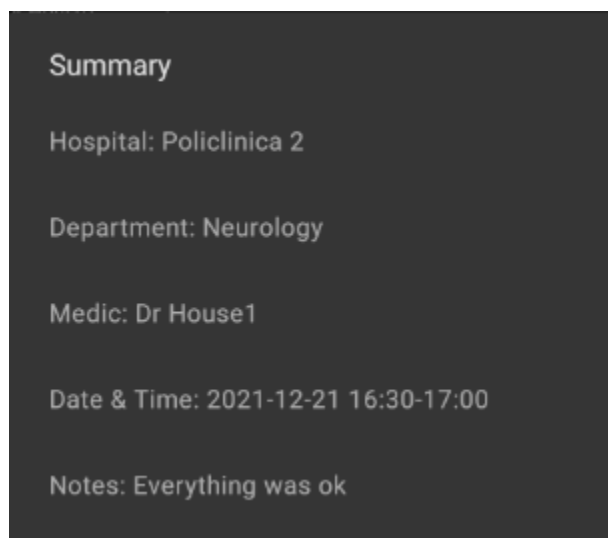 Summary
Hospital: Policlinica 2
Department: Neurology
Medic: Dr House1
Date & Time: 2021-12-21 16:30-17:00
Notes: Everything was ok